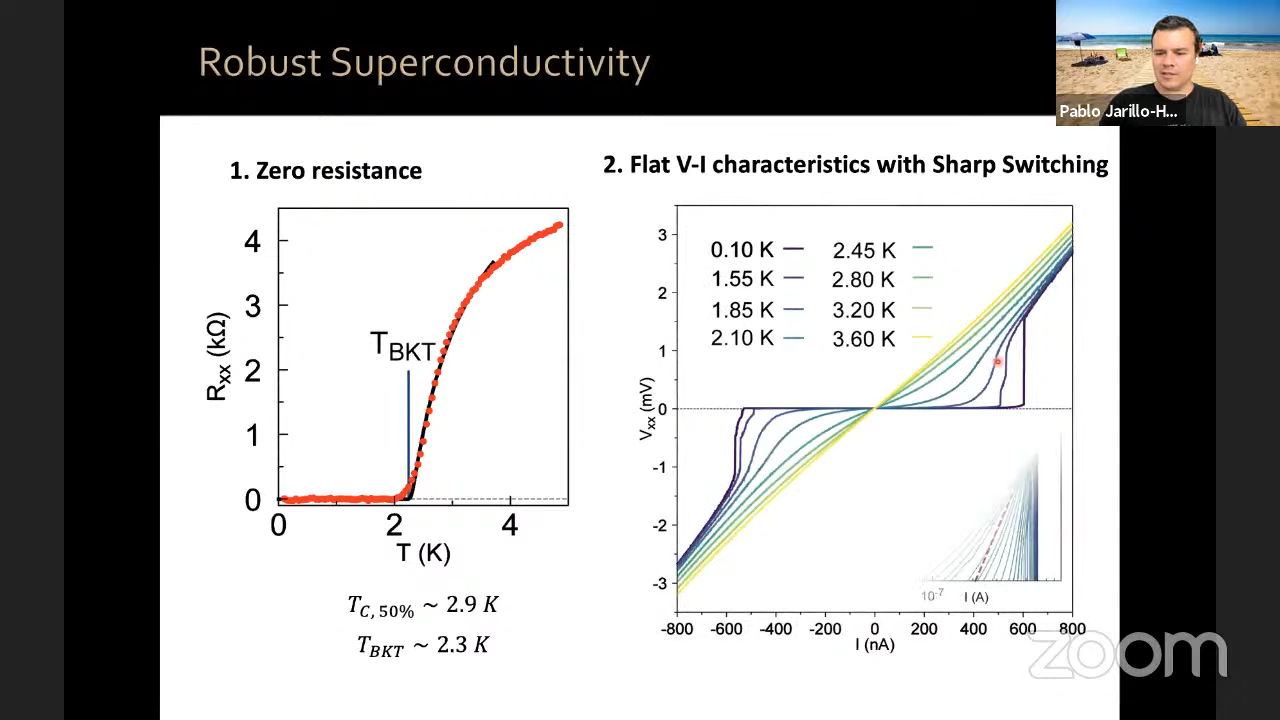 Robust Superconductivity
Pablo Jarillo-H...
1. Zero resistance
2. Flat V-I characteristics with Sharp Switching
4
3
2
1
0
Rxx (kΩ)
TBKT
0 2 4
T (K)
TC, 50% ~ 2.9 K
TBKT ~ 2.3 K
3
2
1
0
-1
-2
-3
Vxx (mV)
0.10 K 2.45 K
1.55 K 2.80 K
1.85 K 3.20 K
2.10 K 3.60 K
10-7 I (A)
-800 -600 -400 -200 0 200 400 600 800
I (nA)
zoom